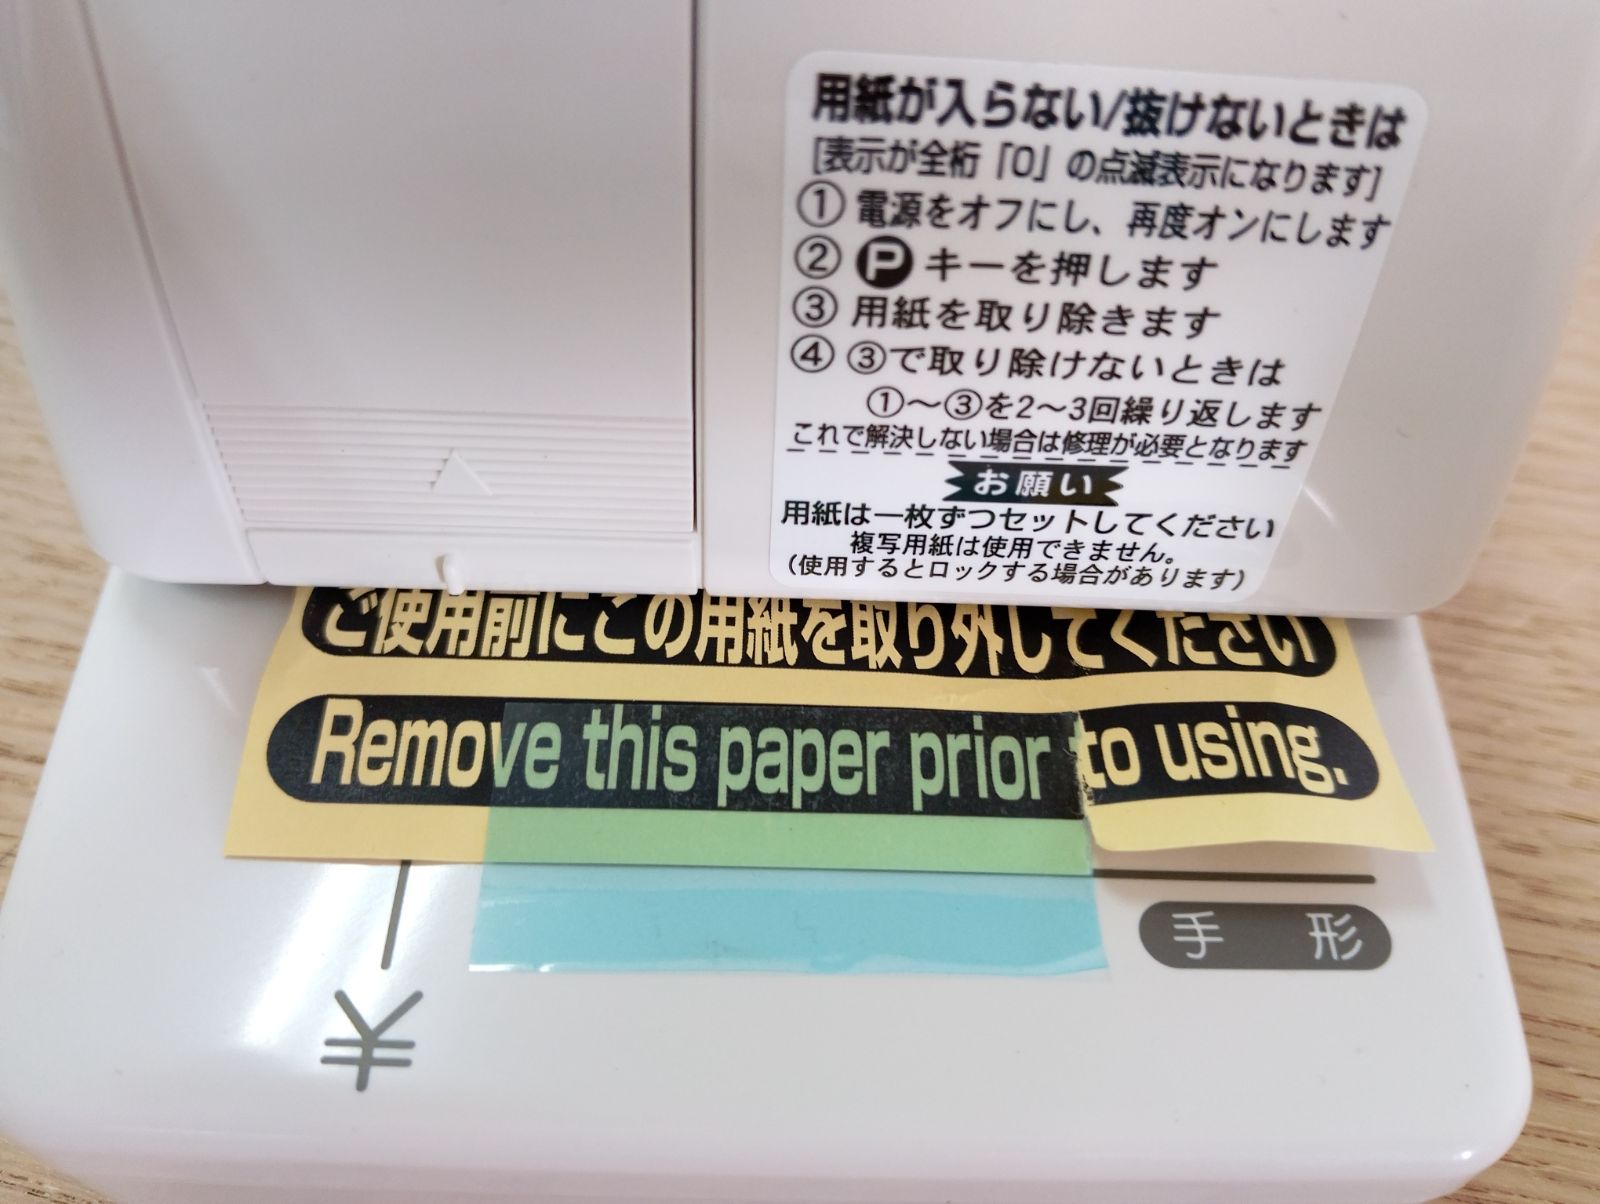 用紙が入らない/抜けないときは
[表示が全桁「0」の点滅表示になります]
① 電源をオフにし、再度オンにします
② Ⓟ キーを押します
③ 用紙を取り除きます
④ ③で取り除けないときは
①～③を2～3回繰り返します
これで解決しない場合は修理が必要となります
お願い
用紙は一枚ずつセットしてください
複写用紙は使用できません。
(使用するとロックする場合があります)
ご使用前にこの用紙を取り外してください
Remove this paper prior to using.
手形
¥